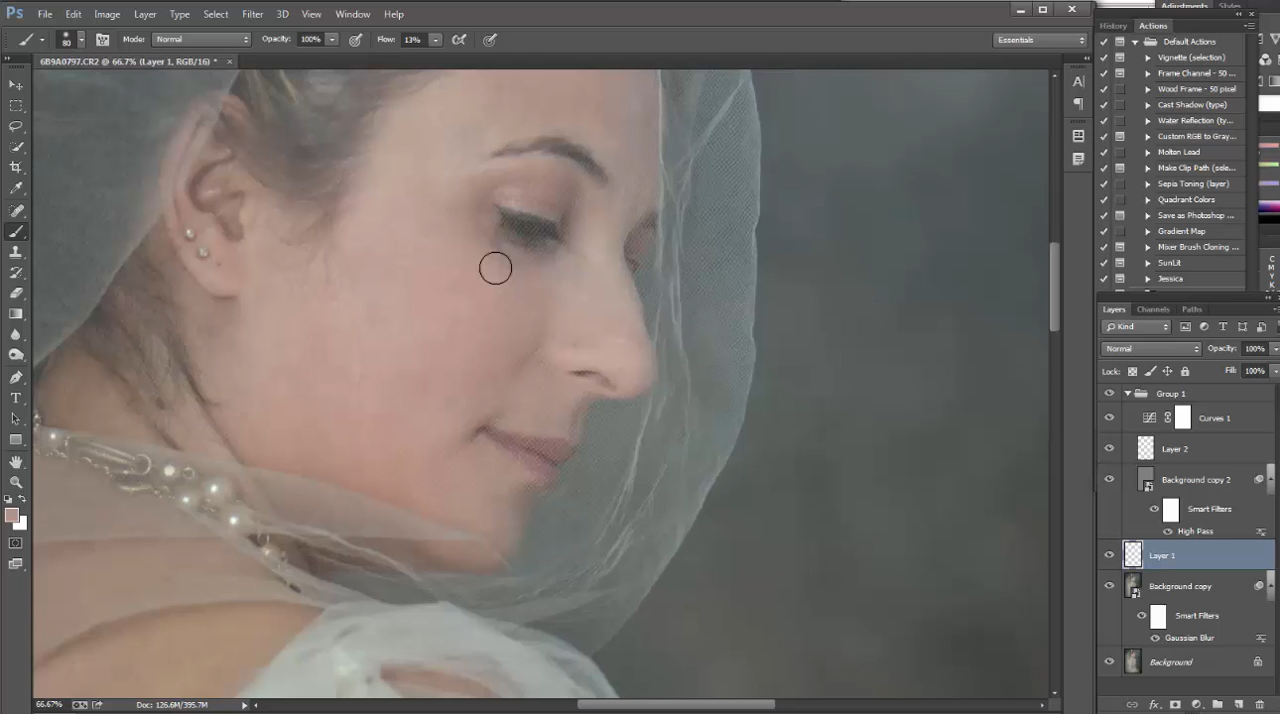 Ps File Edit Image Layer Type Select Filter 3D View Window Help
80 Mode: Normal Opacity: 100% Flow: 13% Essentials
6B9A0797.CR2 @ 66.7% (Layer 1, RGB/16) * ×
Adjustments Styles
History Actions
Default Actions
Vignette (selection)
Frame Channel - 50 ...
Wood Frame - 50 pixel
Cast Shadow (type)
Water Reflection (ty...
Custom RGB to Gray...
Molten Lead
Make Clip Path (sele...
Sepia Toning (layer)
Quadrant Colors
Save as Photoshop ...
Gradient Map
Mixer Brush Cloning ...
SunLit
Jessica
C
M
Y
K
Layers Channels Paths
Kind
Normal Opacity: 100%
Lock: Fill: 100%
Group 1
Curves 1
Layer 2
Background copy 2
Smart Filters
High Pass
Layer 1
Background copy
Smart Filters
Gaussian Blur
Background
fx
66.67% Doc: 126.6M/395.7M